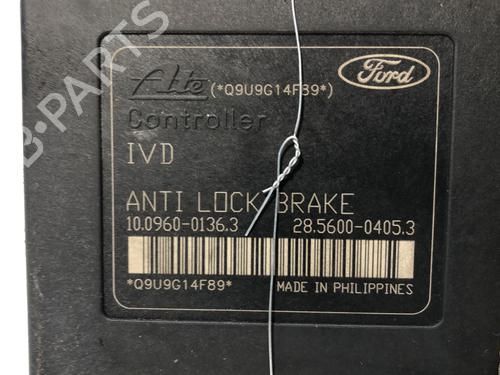 Ate (*Q9U9G14F89*)
Ford
Controller
IVD
ANTI LOCK BRAKE
10.0960-0136.3 28.5600-0405.3
*Q9U9G14F89* MADE IN PHILIPPINES
B-PARTS